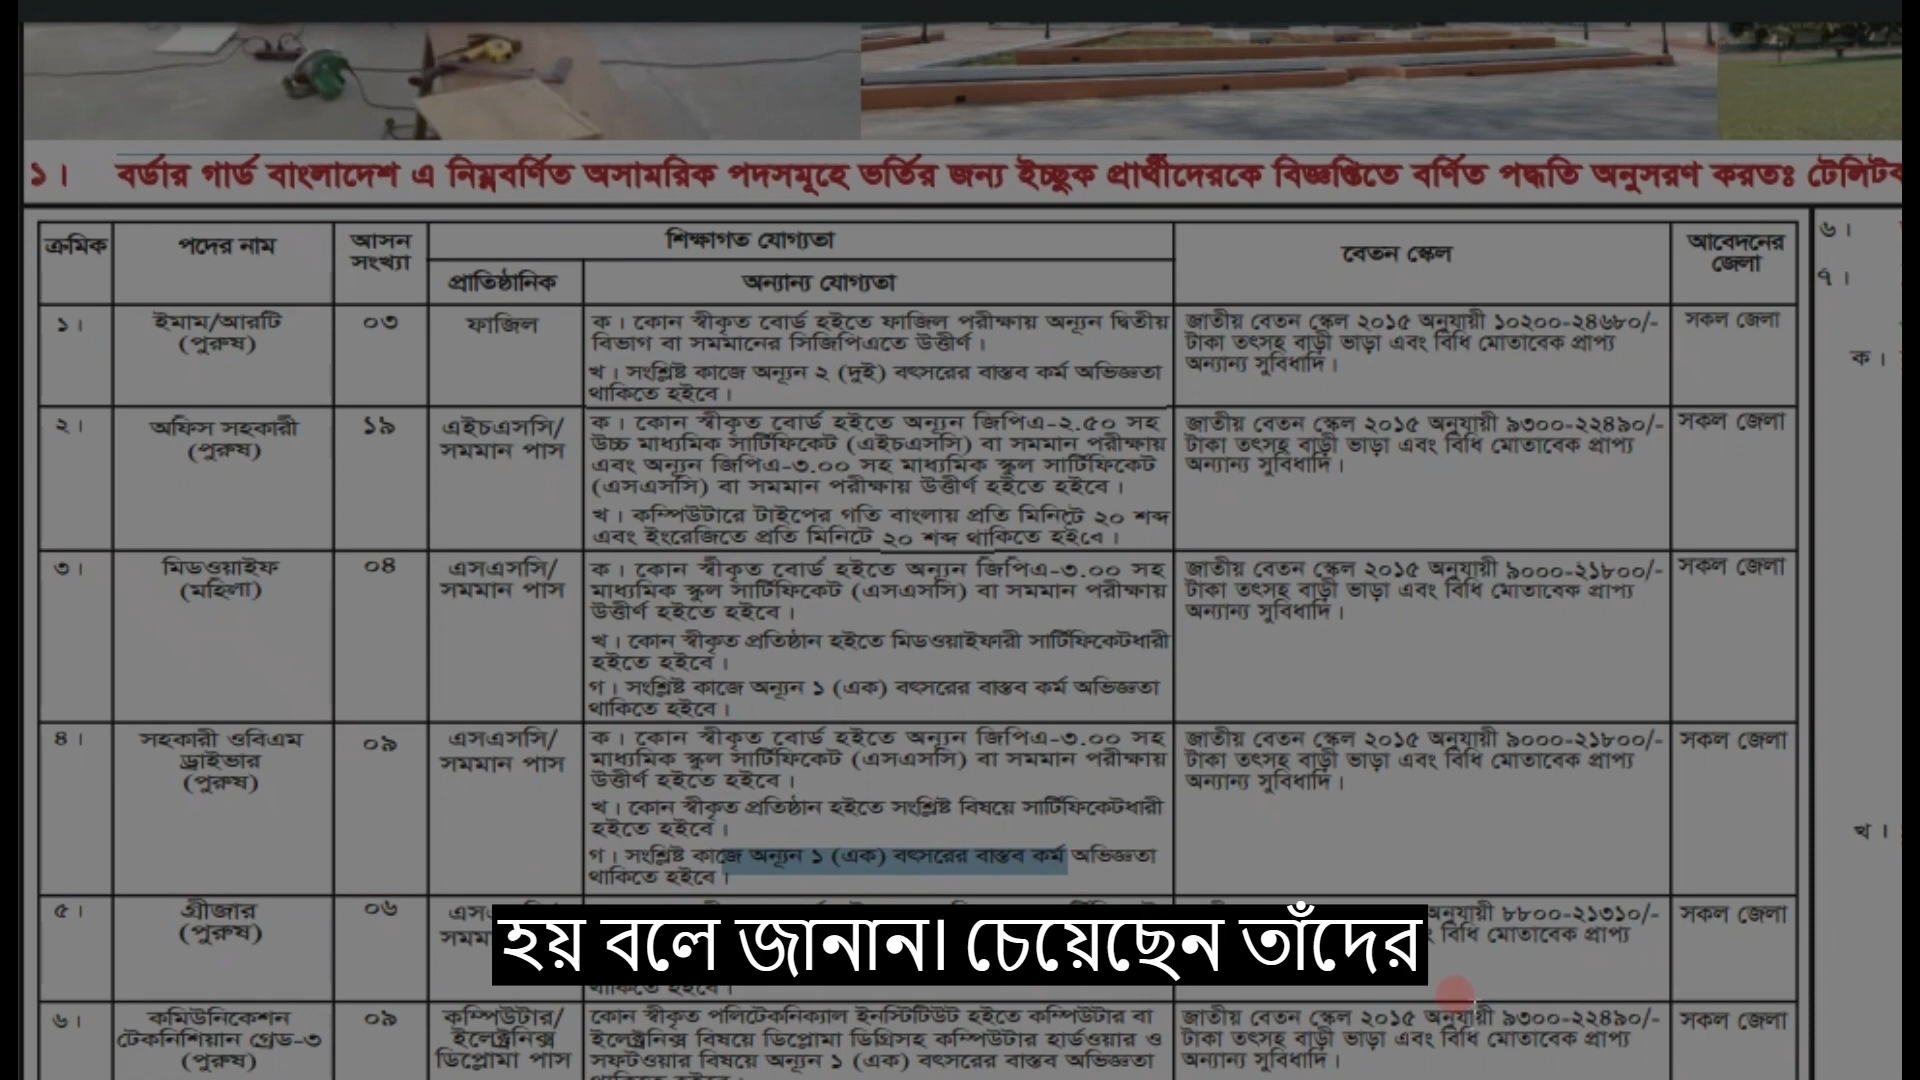 ১। বর্ডার গার্ড বাংলাদেশ এ নিম্নবর্ণিত অসামরিক পদসমূহে ভর্তির জন্য ইচ্ছুক প্রার্থীদেরকে বিজ্ঞপ্তিতে বর্ণিত পদ্ধতি অনুসরণ করতঃ
ক্রমিক
পদের নাম
আসন
সংখ্যা
শিক্ষাগত যোগ্যতা
প্রাতিষ্ঠানিক
অন্যান্য যোগ্যতা
বেতন স্কেল
আবেদনের
জেলা
১।
ইমাম/আরটি
(পুরুষ)
০৩
ফাজিল
ক। কোন স্বীকৃত বোর্ড হইতে ফাজিল পরীক্ষায় অন্যূন দ্বিতীয়
বিভাগ বা সমমানের সিজিপিএতে উত্তীর্ণ।
খ। সংশ্লিষ্ট কাজে অন্যূন ২ (দুই) বৎসরের বাস্তব কর্ম অভিজ্ঞতা
থাকিতে হইবে।
জাতীয় বেতন স্কেল ২০১৫ অনুযায়ী ১০২০০-২৪৬৮০/-
টাকা তৎসহ বাড়ী ভাড়া এবং বিধি মোতাবেক প্রাপ্য
অন্যান্য সুবিধাদি।
সকল জেলা
২।
অফিস সহকারী
(পুরুষ)
১৯
এইচএসসি/
সমমান পাস
ক। কোন স্বীকৃত বোর্ড হইতে অন্যূন জিপিএ-২.৫০ সহ
উচ্চ মাধ্যমিক সার্টিফিকেট (এইচএসসি) বা সমমান পরীক্ষায়
এবং অন্যূন জিপিএ-৩.০০ সহ মাধ্যমিক স্কুল সার্টিফিকেট
(এসএসসি) বা সমমান পরীক্ষায় উত্তীর্ণ হইতে হইবে।
খ। কম্পিউটারে টাইপের গতি বাংলায় প্রতি মিনিটে ২০ শব্দ
এবং ইংরেজিতে প্রতি মিনিটে ২০ শব্দ থাকিতে হইবে।
জাতীয় বেতন স্কেল ২০১৫ অনুযায়ী ৯৩০০-২২৪৯০/-
টাকা তৎসহ বাড়ী ভাড়া এবং বিধি মোতাবেক প্রাপ্য
অন্যান্য সুবিধাদি।
সকল জেলা
৩।
মিডওয়াইফ
(মহিলা)
০৪
এসএসসি/
সমমান পাস
ক। কোন স্বীকৃত বোর্ড হইতে অন্যূন জিপিএ-৩.০০ সহ
মাধ্যমিক স্কুল সার্টিফিকেট (এসএসসি) বা সমমান পরীক্ষায়
উত্তীর্ণ হইতে হইবে।
খ। কোন স্বীকৃত প্রতিষ্ঠান হইতে মিডওয়াইফারী সার্টিফিকেটধারী
হইতে হইবে।
গ। সংশ্লিষ্ট কাজে অন্যূন ১ (এক) বৎসরের বাস্তব কর্ম অভিজ্ঞতা
থাকিতে হইবে।
জাতীয় বেতন স্কেল ২০১৫ অনুযায়ী ৯০০০-২১৮০০/-
টাকা তৎসহ বাড়ী ভাড়া এবং বিধি মোতাবেক প্রাপ্য
অন্যান্য সুবিধাদি।
সকল জেলা
৪।
সহকারী ওবিএম
ড্রাইভার
(পুরুষ)
০৯
এসএসসি/
সমমান পাস
ক। কোন স্বীকৃত বোর্ড হইতে অন্যূন জিপিএ-৩.০০ সহ
মাধ্যমিক স্কুল সার্টিফিকেট (এসএসসি) বা সমমান পরীক্ষায়
উত্তীর্ণ হইতে হইবে।
খ। কোন স্বীকৃত প্রতিষ্ঠান হইতে সংশ্লিষ্ট বিষয়ে সার্টিফিকেটধারী
হইতে হইবে।
গ। সংশ্লিষ্ট কাজে অন্যূন ১ (এক) বৎসরের বাস্তব কর্ম অভিজ্ঞতা
থাকিতে হইবে।
জাতীয় বেতন স্কেল ২০১৫ অনুযায়ী ৯০০০-২১৮০০/-
টাকা তৎসহ বাড়ী ভাড়া এবং বিধি মোতাবেক প্রাপ্য
অন্যান্য সুবিধাদি।
সকল জেলা
৫।
গ্রীজার
(পুরুষ)
০৬
অনুযায়ী ৮৮০০-২১৩১০/-
বিধি মোতাবেক প্রাপ্য
সকল জেলা
হয় বলে জানান। চেয়েছেন তাঁদের
৬।
কমিউনিকেশন
টেকনিশিয়ান গ্রেড-৩
(পুরুষ)
০৯
কম্পিউটার/
ইলেক্ট্রনিক্স
ডিপ্লোমা পাস
কোন স্বীকৃত পলিটেকনিক্যাল ইনস্টিটিউট হইতে কম্পিউটার বা
ইলেক্ট্রনিক্স বিষয়ে ডিপ্লোমা ডিগ্রিসহ কম্পিউটার হার্ডওয়ার ও
সফটওয়ার বিষয়ে অন্যূন ১ (এক) বৎসরের বাস্তব অভিজ্ঞতা
জাতীয় বেতন স্কেল ২০১৫ অনুযায়ী ৯৩০০-২২৪৯০/-
টাকা তৎসহ বাড়ী ভাড়া এবং বিধি মোতাবেক প্রাপ্য
অন্যান্য সুবিধাদি।
সকল জেলা
৬।
৭।
ক।
খ।